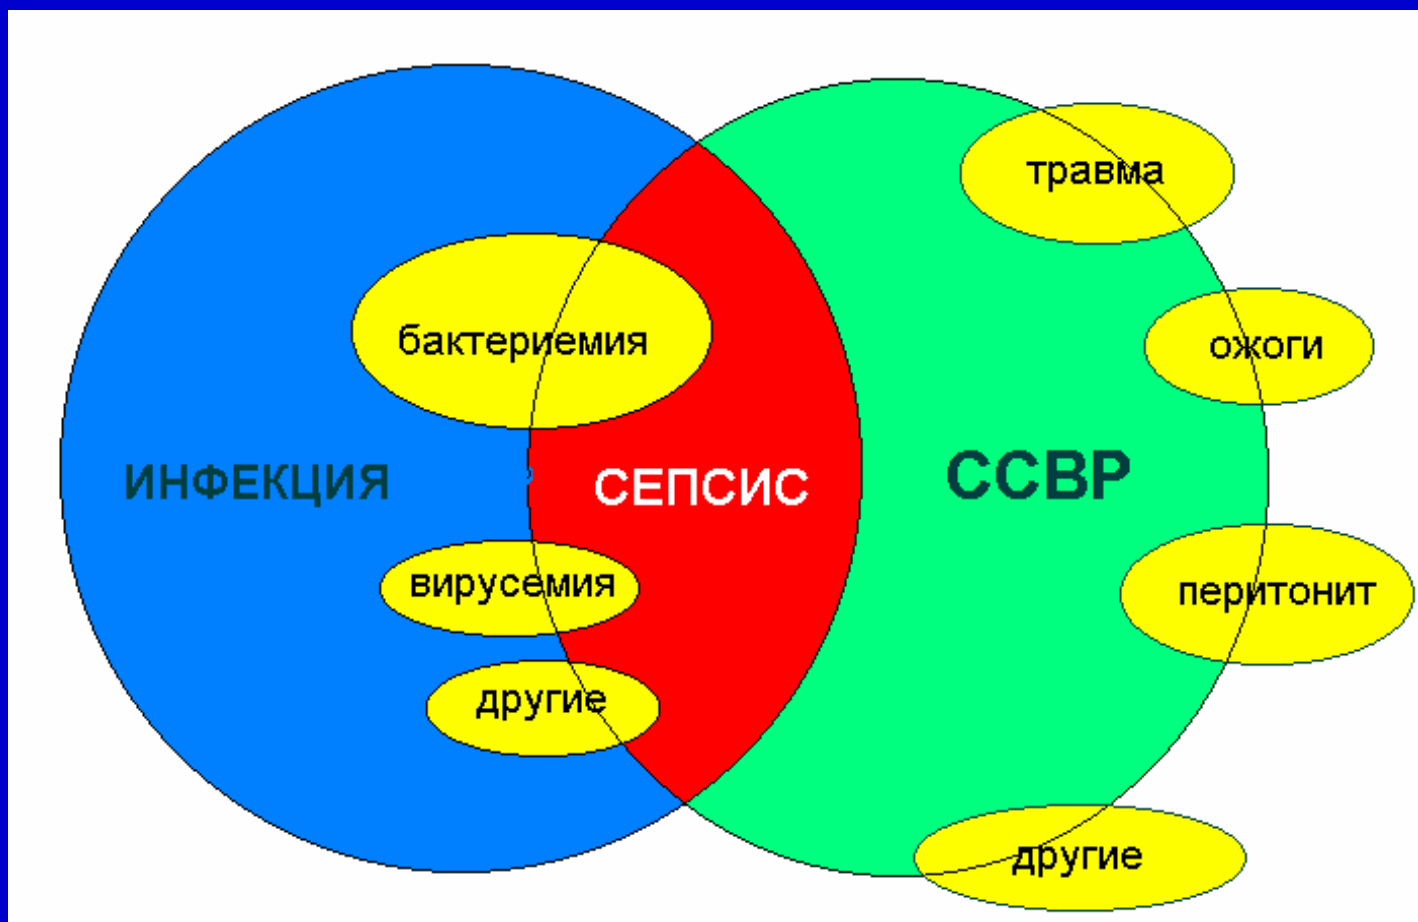 травма
бактериемия
ожоги
ИНФЕКЦИЯ
СЕПСИС
ССВР
вирусемия
перитонит
другие
другие